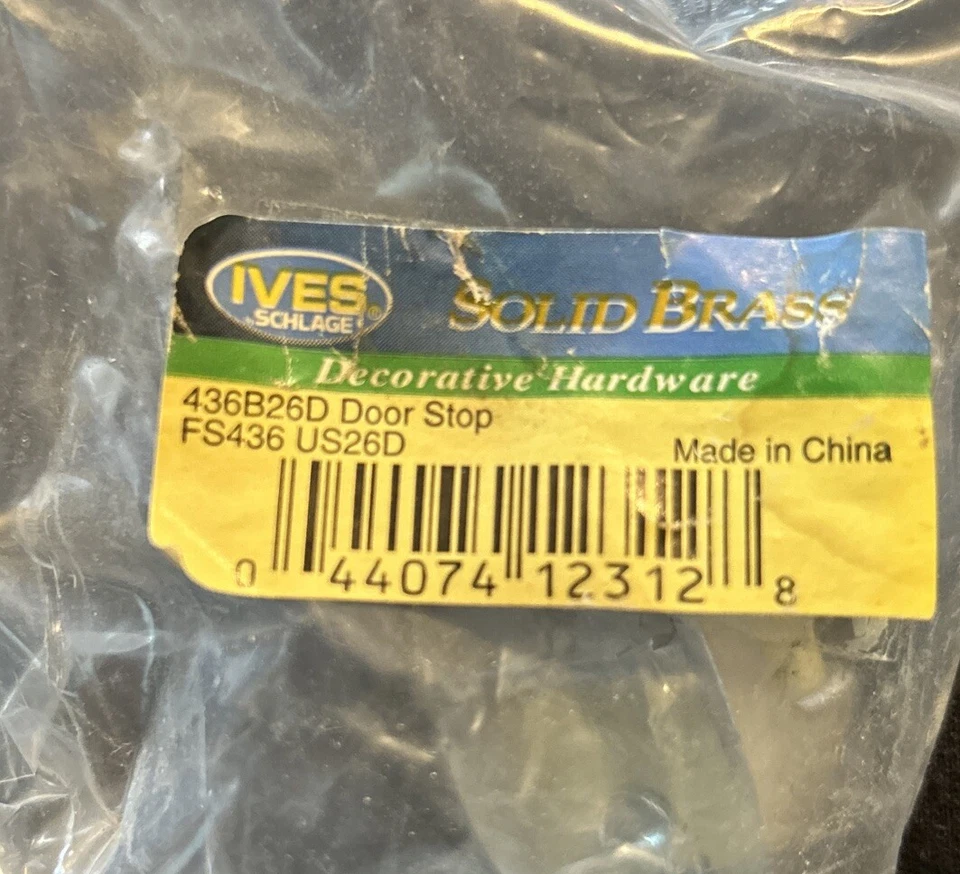 IVES®
SCHLAGE
SOLID BRASS
Decorative Hardware
436B26D Door Stop
FS436 US26D
Made in China
0 44074 12312 8